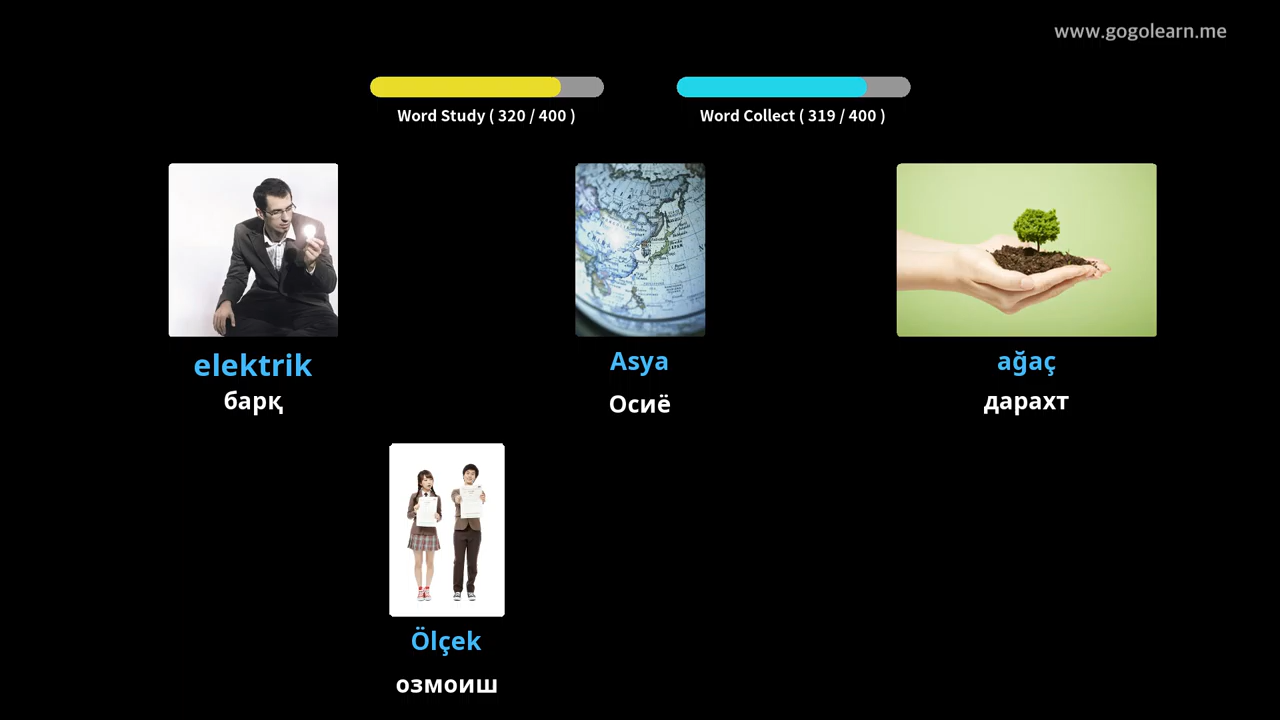 www.gogolearn.me
Word Study ( 320 / 400 )
Word Collect ( 319 / 400 )
elektrik
барқ
Asya
Осиё
ağaç
дарахт
Ölçek
озмоиш